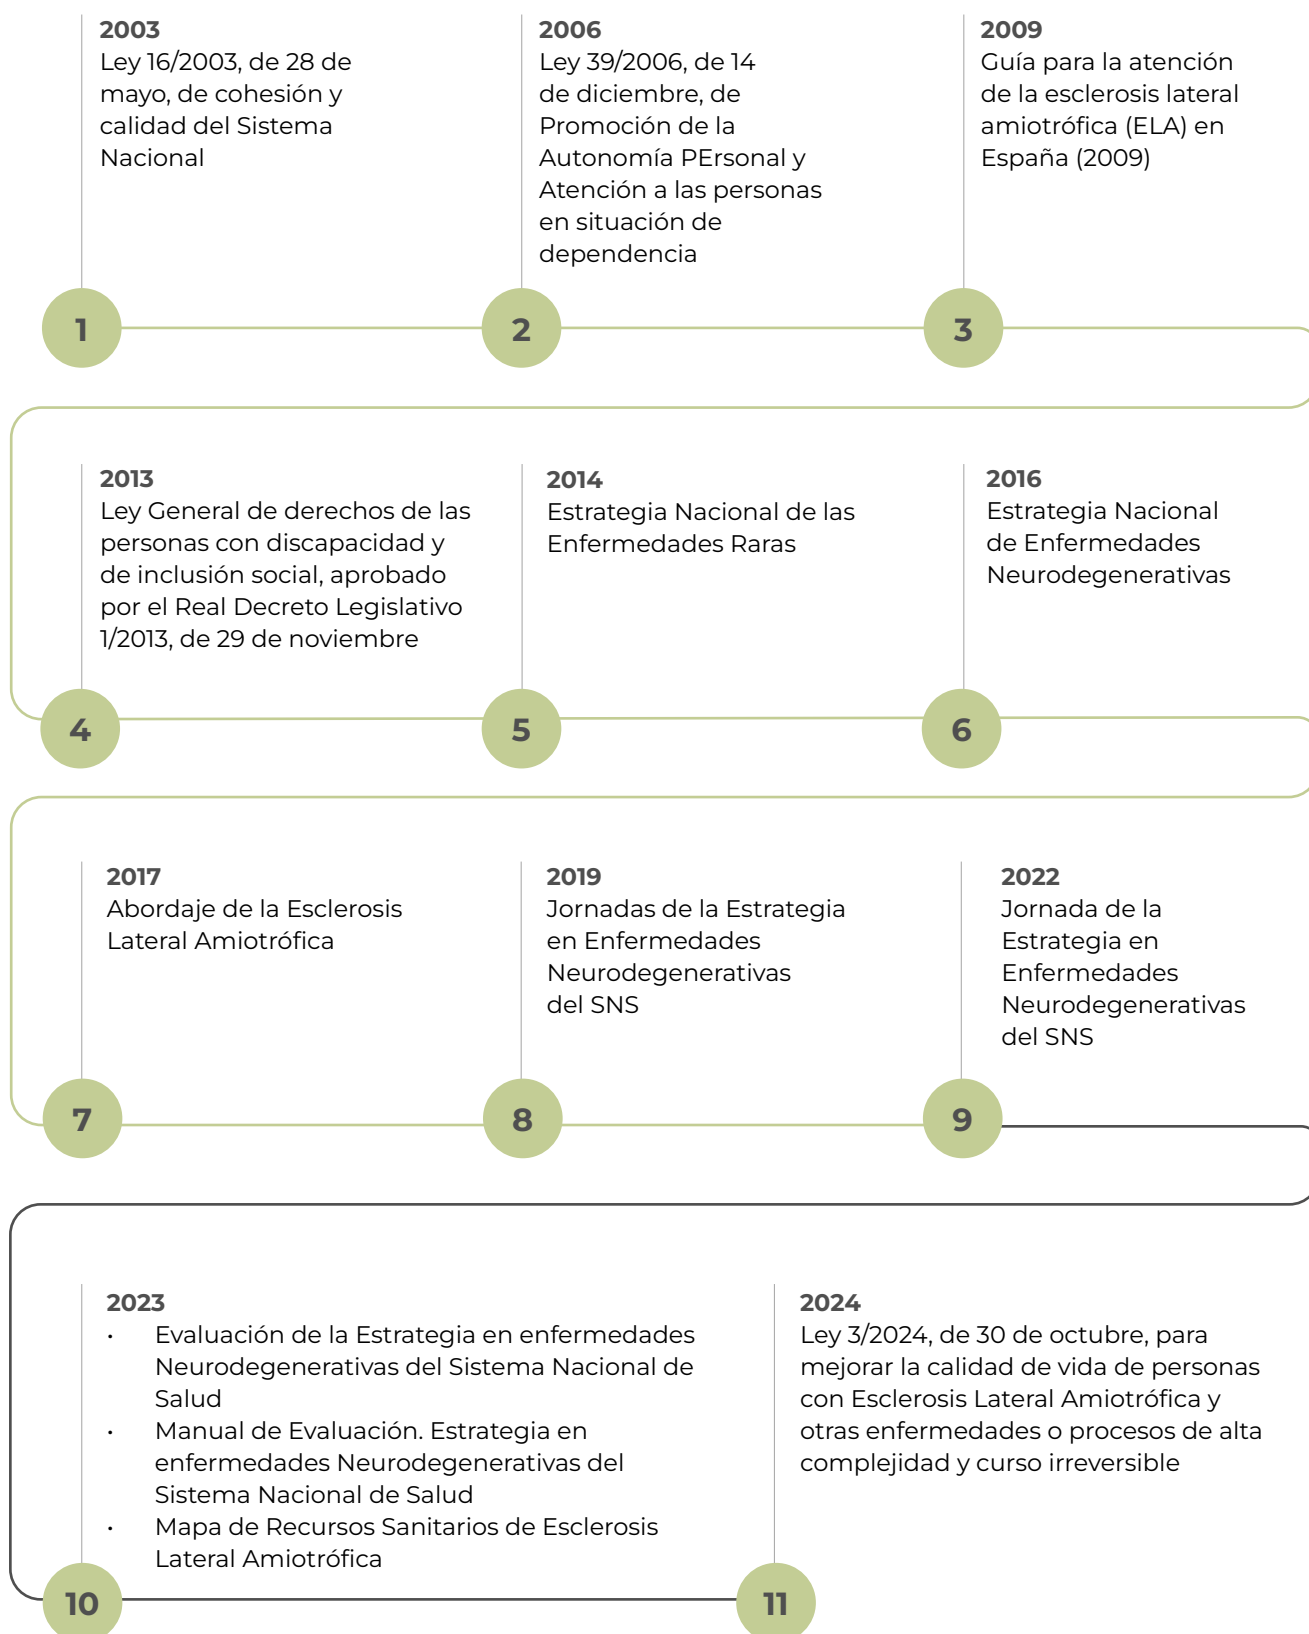 2003
Ley 16/2003, de 28 de
mayo, de cohesión y
calidad del Sistema
Nacional
1
2006
Ley 39/2006, de 14
de diciembre, de
Promoción de la
Autonomía PErsonal y
Atención a las personas
en situación de
dependencia
2
2009
Guía para la atención
de la esclerosis lateral
amiotrófica (ELA) en
España (2009)
3
2013
Ley General de derechos de las
personas con discapacidad y
de inclusión social, aprobado
por el Real Decreto Legislativo
1/2013, de 29 de noviembre
4
2014
Estrategia Nacional de las
Enfermedades Raras
5
2016
Estrategia Nacional
de Enfermedades
Neurodegenerativas
6
2017
Abordaje de la Esclerosis
Lateral Amiotrófica
7
2019
Jornadas de la Estrategia
en Enfermedades
Neurodegenerativas
del SNS
8
2022
Jornada de la
Estrategia en
Enfermedades
Neurodegenerativas
del SNS
9
2023
• Evaluación de la Estrategia en enfermedades
Neurodegenerativas del Sistema Nacional de
Salud
• Manual de Evaluación. Estrategia en
enfermedades Neurodegenerativas del
Sistema Nacional de Salud
• Mapa de Recursos Sanitarios de Esclerosis
Lateral Amiotrófica
10
2024
Ley 3/2024, de 30 de octubre, para
mejorar la calidad de vida de personas
con Esclerosis Lateral Amiotrófica y
otras enfermedades o procesos de alta
complejidad y curso irreversible
11